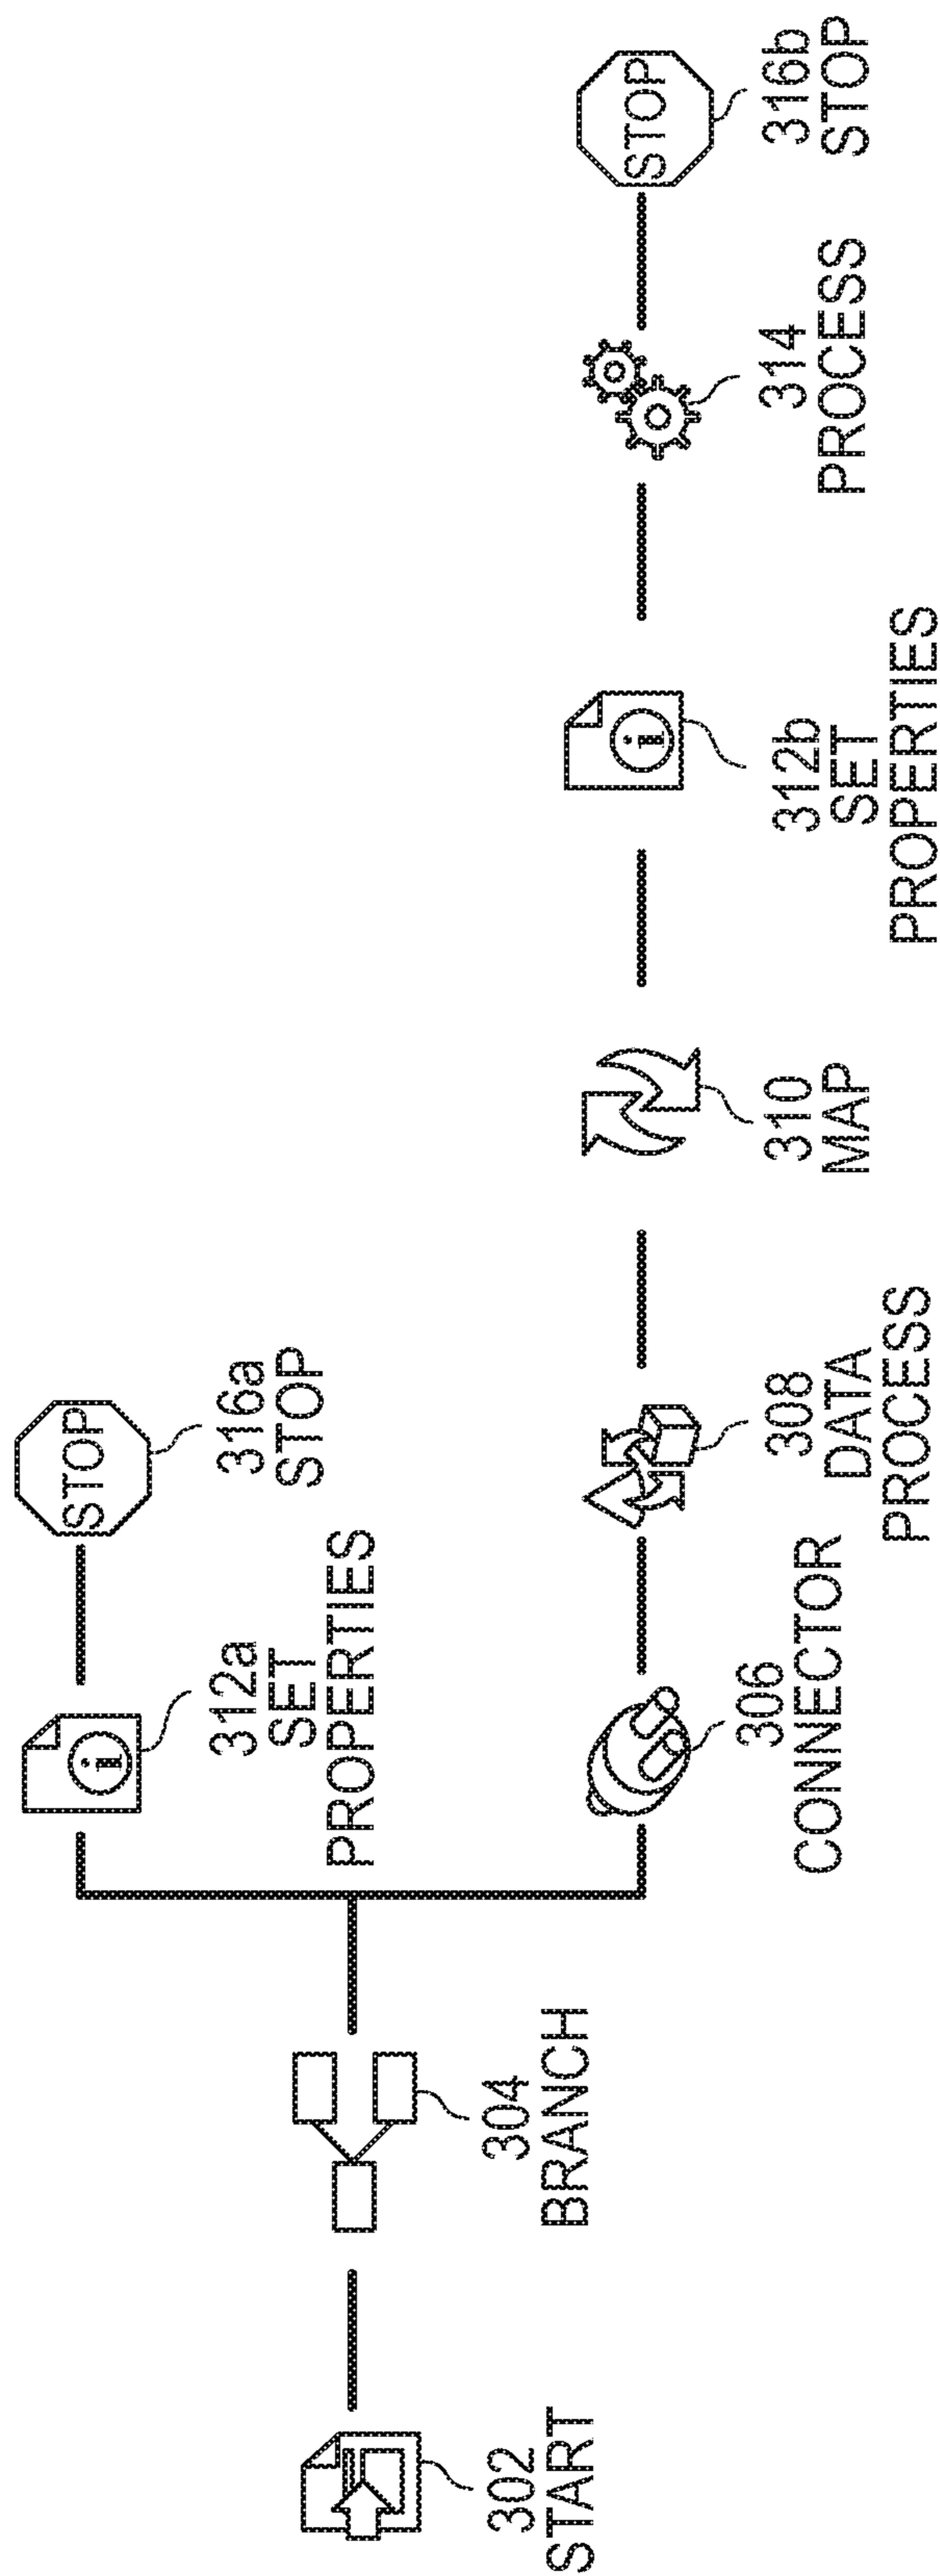 302
START
304
BRANCH
i
312a
SET
PROPERTIES
STOP
316a
STOP
306
CONNECTOR
308
DATA
PROCESS
310
MAP
i
312b
SET
PROPERTIES
314
PROCESS
STOP
316b
STOP